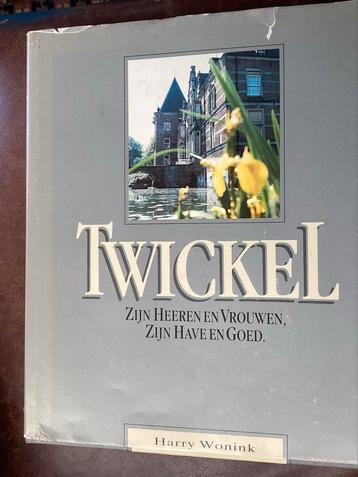 TWICKEL
ZIJN HEEREN EN VROUWEN,
ZIJN HAVE EN GOED.
Harry Wonink